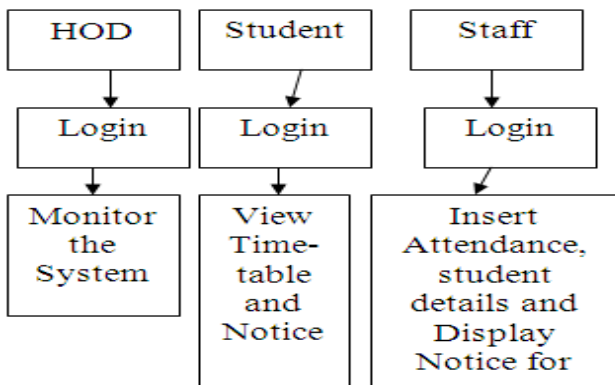 HOD
Student
Staff
Login
Login
Login
Monitor
the
System
View
Time-
table
and
Notice
Insert
Attendance,
student
details and
Display
Notice for